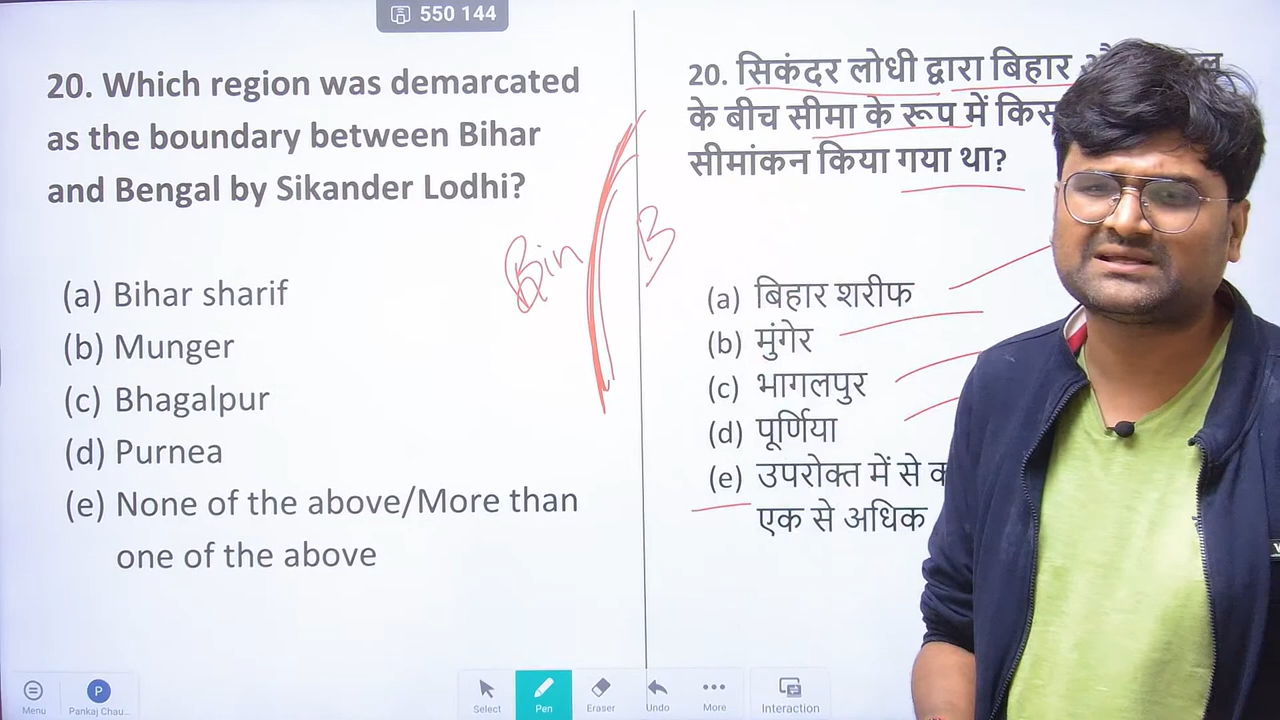 550 144
20. Which region was demarcated
as the boundary between Bihar
and Bengal by Sikander Lodhi?
(a) Bihar sharif
(b) Munger
(c) Bhagalpur
(d) Purnea
(e) None of the above/More than
one of the above
Bin
B
20. सिकंदर लोधी द्वारा बिहार
के बीच सीमा के रूप में किस
सीमांकन किया गया था?
(a) बिहार शरीफ
(b) मुंगेर
(c) भागलपुर
(d) पूर्णिया
(e) उपरोक्त में से
एक से अधिक
Menu
P
Pankaj Chau...
Select
Pen
Eraser
Undo
More
Interaction